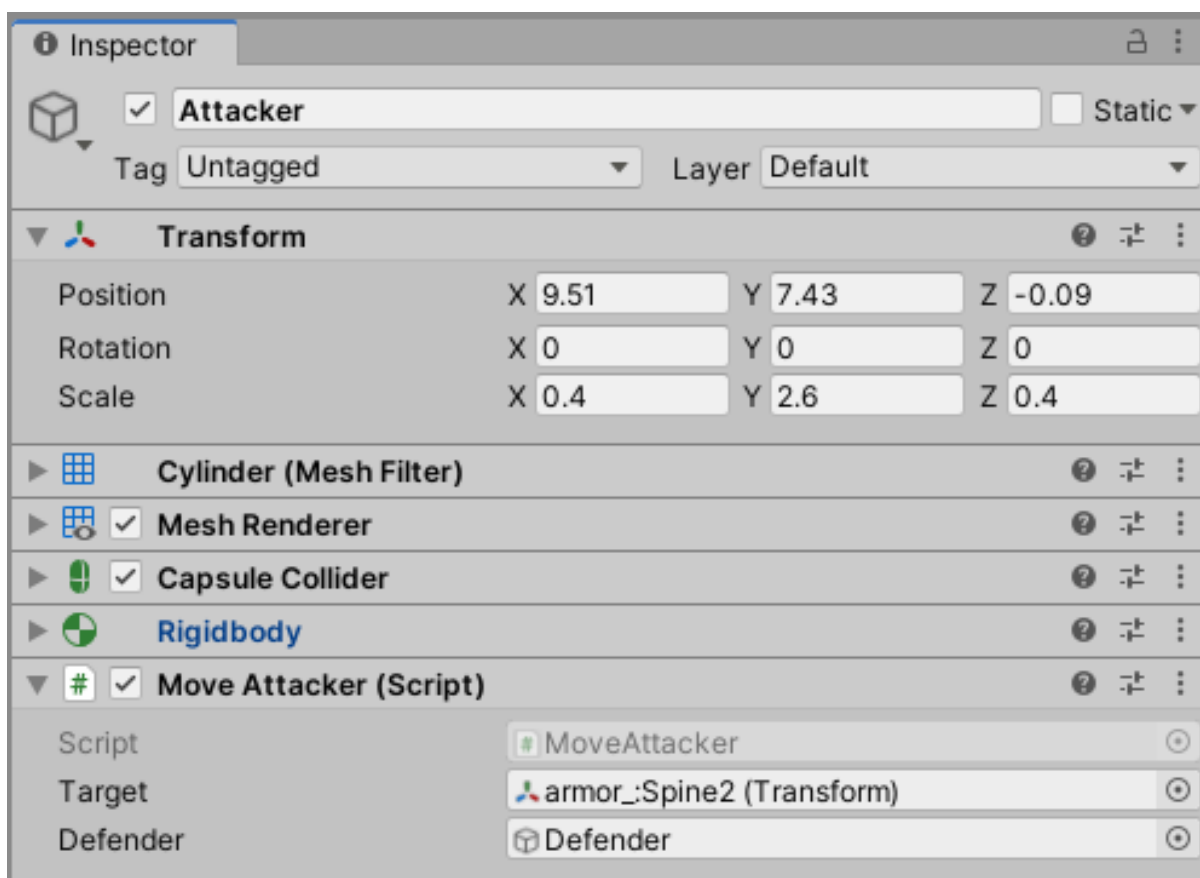 Inspector
Attacker Static
Tag Untagged Layer Default
Transform
Position X 9.51 Y 7.43 Z -0.09
Rotation X 0 Y 0 Z 0
Scale X 0.4 Y 2.6 Z 0.4
Cylinder (Mesh Filter)
Mesh Renderer
Capsule Collider
Rigidbody
# Move Attacker (Script)
Script # MoveAttacker
Target armor_:Spine2 (Transform)
Defender Defender